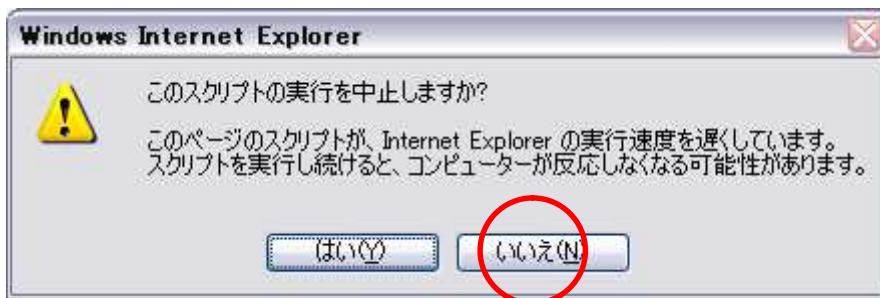 Windows Internet Explorer
このスクリプトの実行を中止しますか?
このページのスクリプトが、Internet Explorer の実行速度を遅くしています。
スクリプトを実行し続けると、コンピューターが反応しなくなる可能性があります。
はい(Y) いいえ(N)